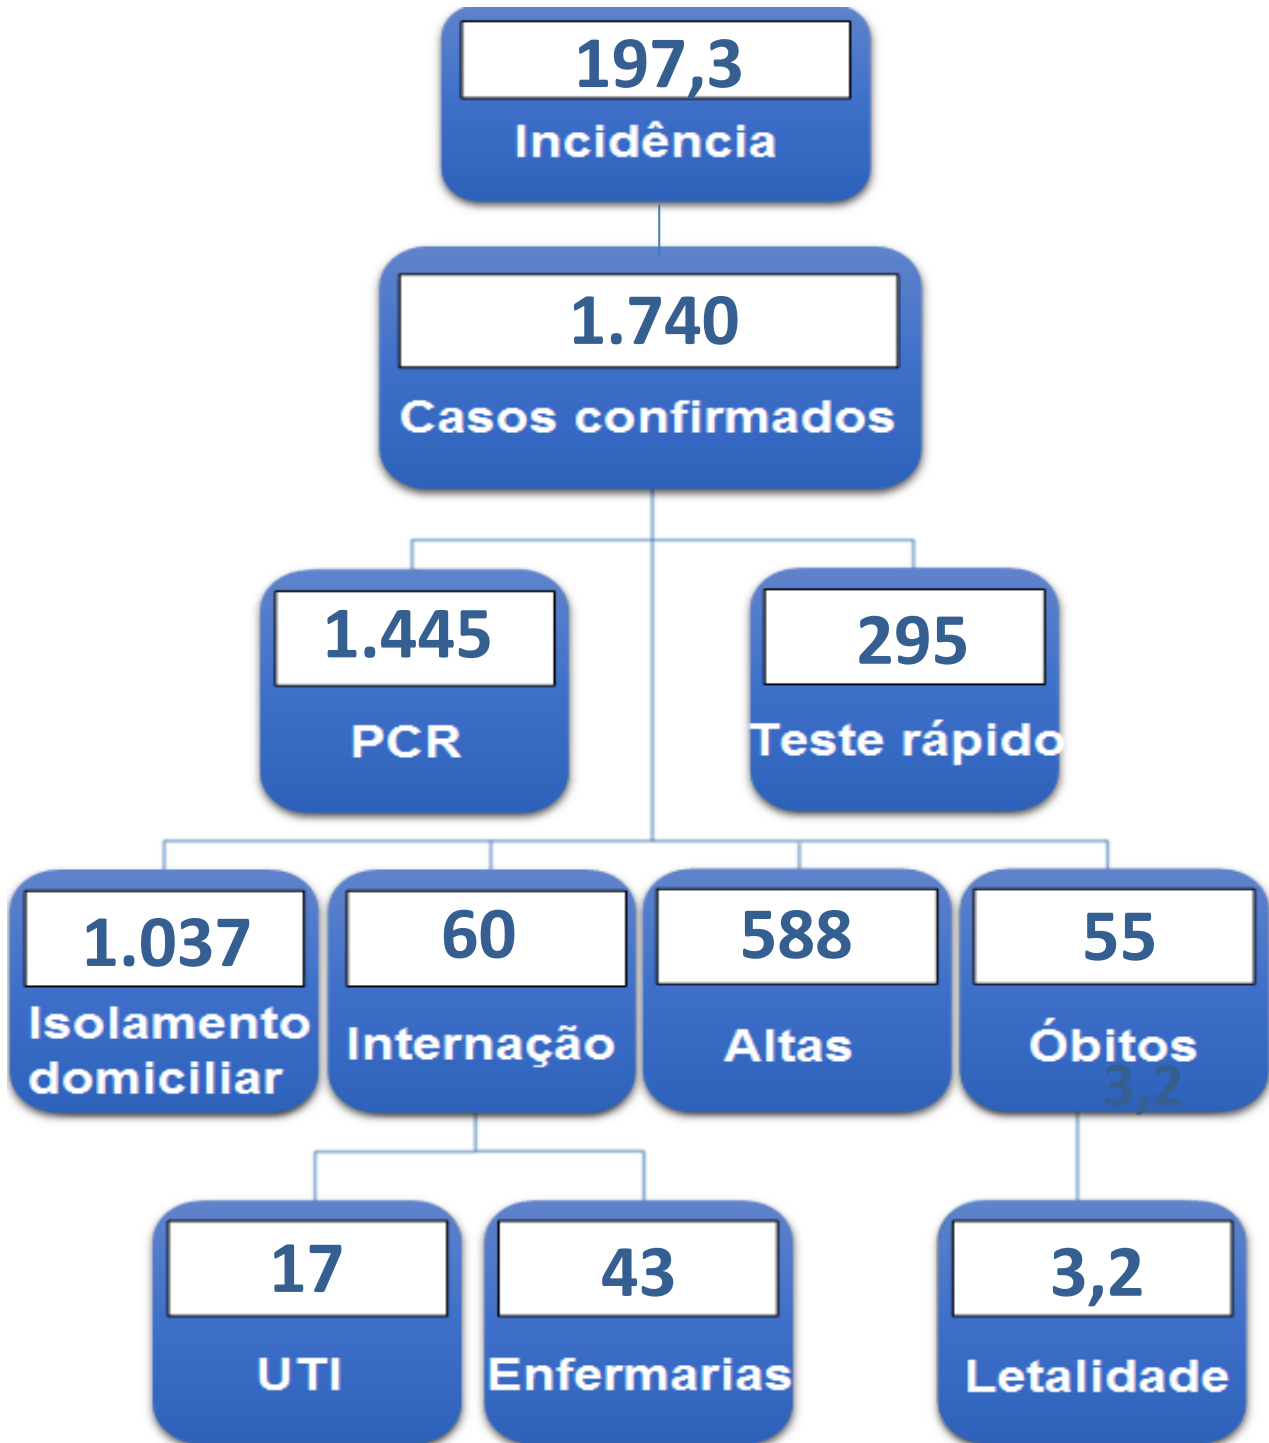 197,3
Incidência
1.740
Casos confirmados
1.445
PCR
295
Teste rápido
1.037
Isolamento
domiciliar
60
Internação
588
Altas
55
Óbitos
3,2
17
UTI
43
Enfermarias
3,2
Letalidade